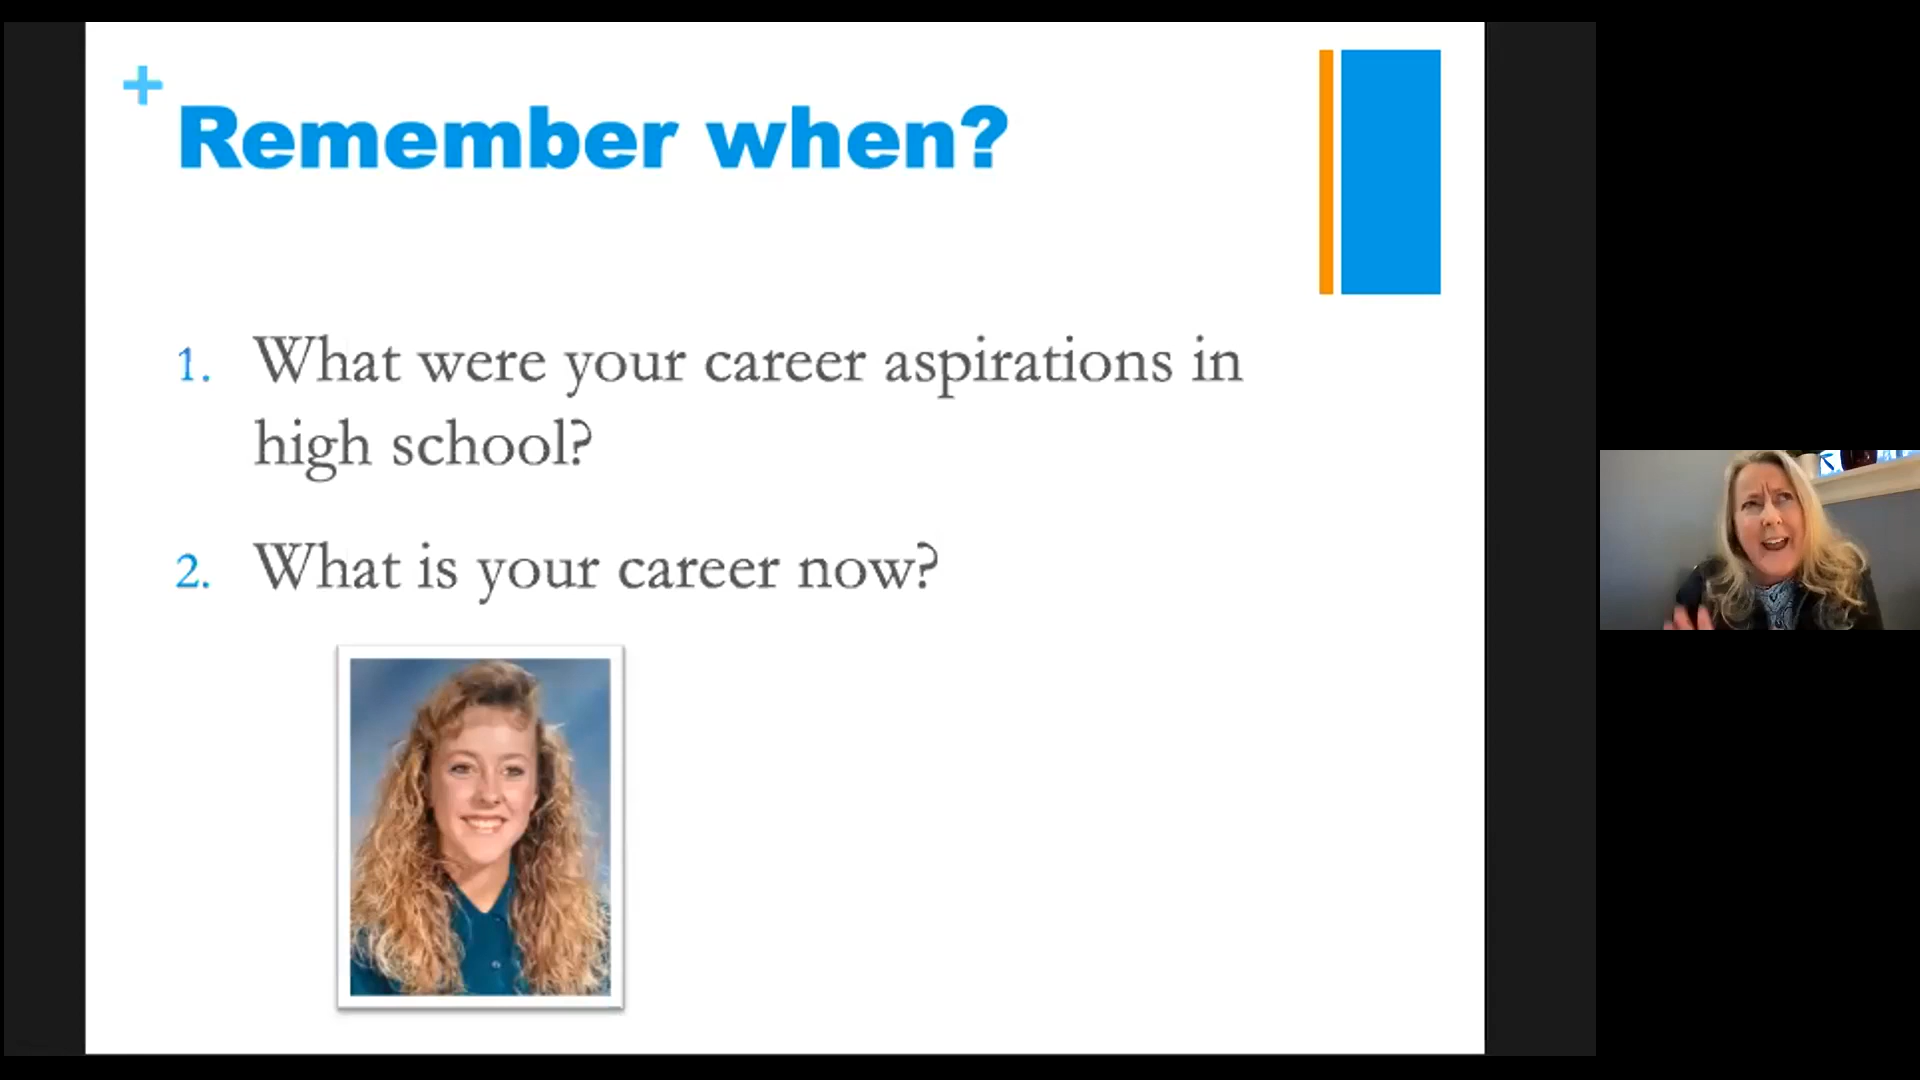 +
Remember when?
1. What were your career aspirations in
high school?
2. What is your career now?